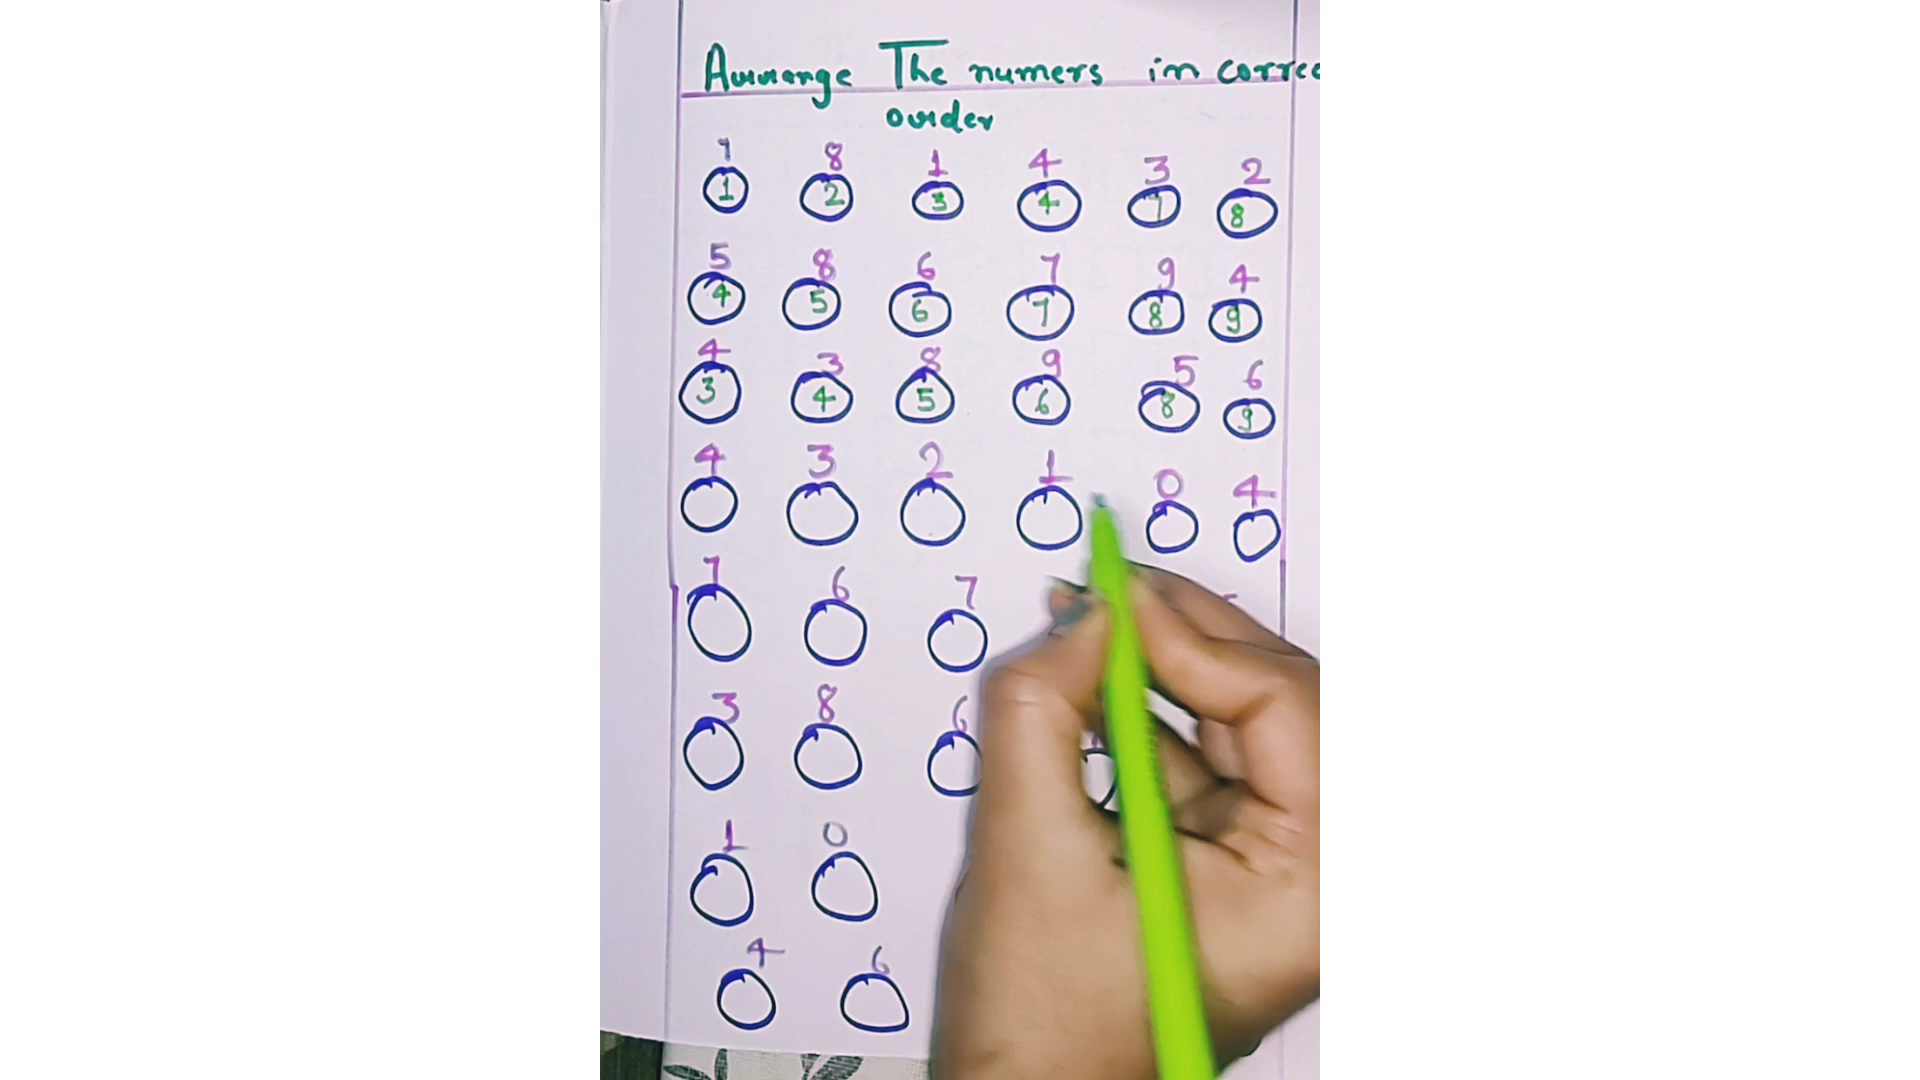 Arrange The numers in correc
order
7 8 1 4 3 2
1 2 3 4 7 8
5 8 6 7 9 4
4 5 6 7 8 9
4 3 8 9 5 6
3 4 5 6 8 9
4 3 2 1 0 4
7 6 7
3 8 6
1 0
4 6